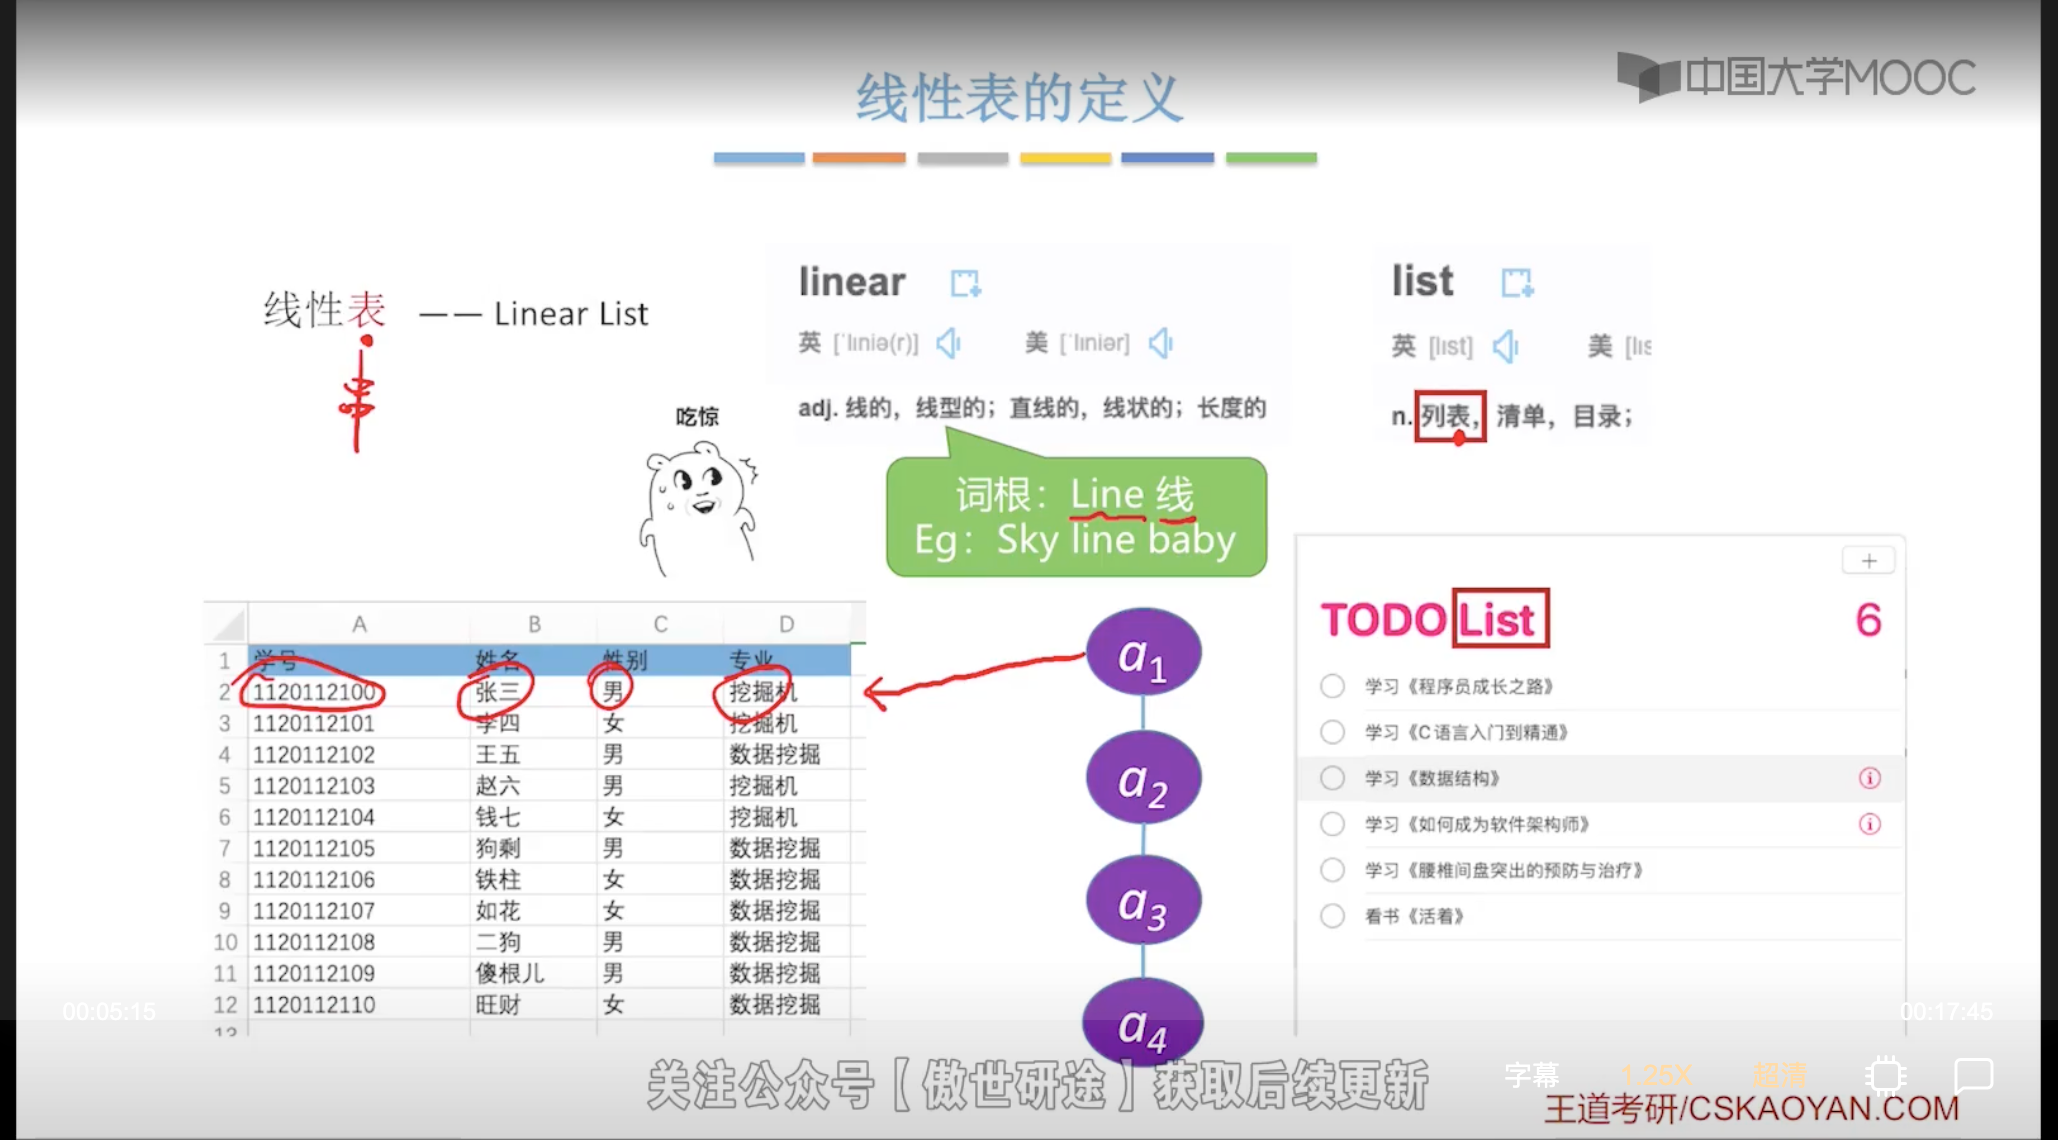 中国大学MOOC
线性表的定义
线性表 —— Linear List
串
linear
英 [ˈlɪniə(r)] 美 [ˈlɪniər]
adj. 线的，线型的；直线的，线状的；长度的
list
英 [lɪst] 美 [lɪs
n. 列表，清单，目录；
吃惊
词根：Line 线
Eg：Sky line baby
A B C D
1 学号 姓名 性别 专业
2 1120112100 张三 男 挖掘机
3 1120112101 李四 女 挖掘机
4 1120112102 王五 男 数据挖掘
5 1120112103 赵六 男 挖掘机
6 1120112104 钱七 女 挖掘机
7 1120112105 狗剩 男 数据挖掘
8 1120112106 铁柱 女 数据挖掘
9 1120112107 如花 女 数据挖掘
10 1120112108 二狗 男 数据挖掘
11 1120112109 傻根儿 男 数据挖掘
12 1120112110 旺财 女 数据挖掘
13
a1
a2
a3
a4
+
TODO List 6
学习《程序员成长之路》
学习《C语言入门到精通》
学习《数据结构》
学习《如何成为软件架构师》
学习《腰椎间盘突出的预防与治疗》
看书《活着》
00:05:15 00:17:45
关注公众号【傲世研途】获取后续更新
字幕 1.25X 超清
王道考研/CSKAOYAN.COM